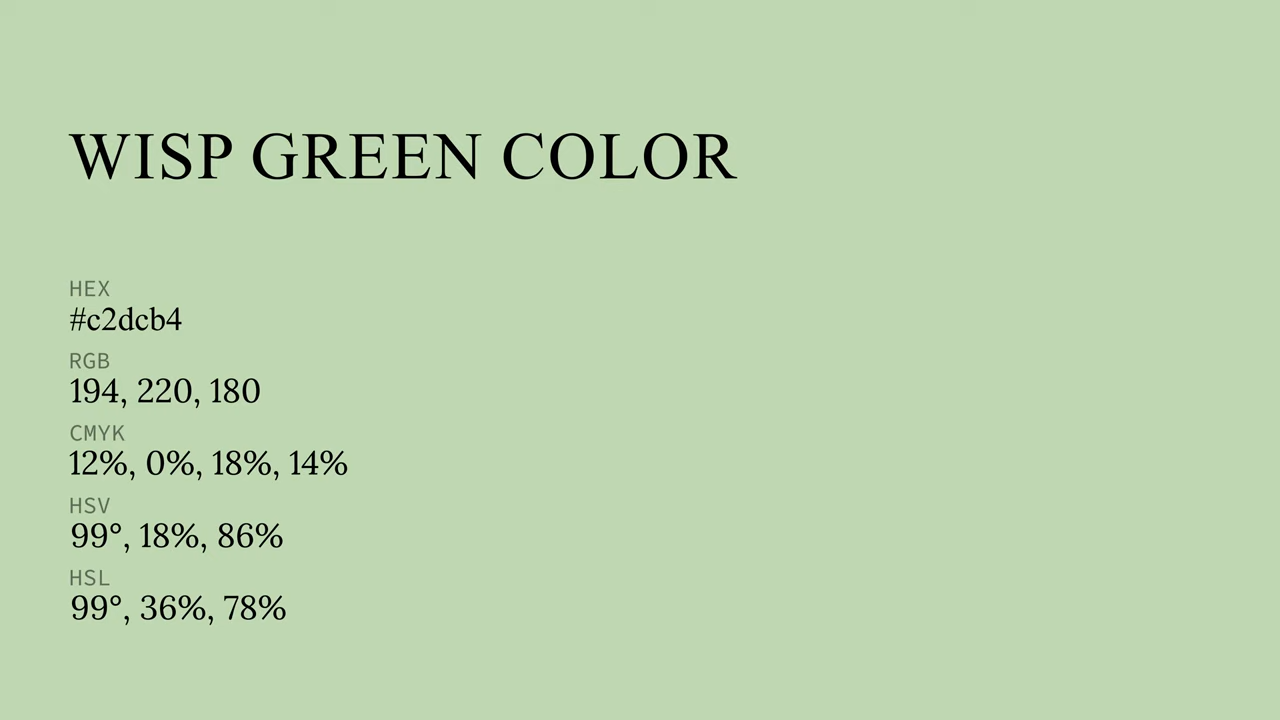 WISP GREEN COLOR
HEX
#c2dcb4
RGB
194, 220, 180
CMYK
12%, 0%, 18%, 14%
HSV
99°, 18%, 86%
HSL
99°, 36%, 78%